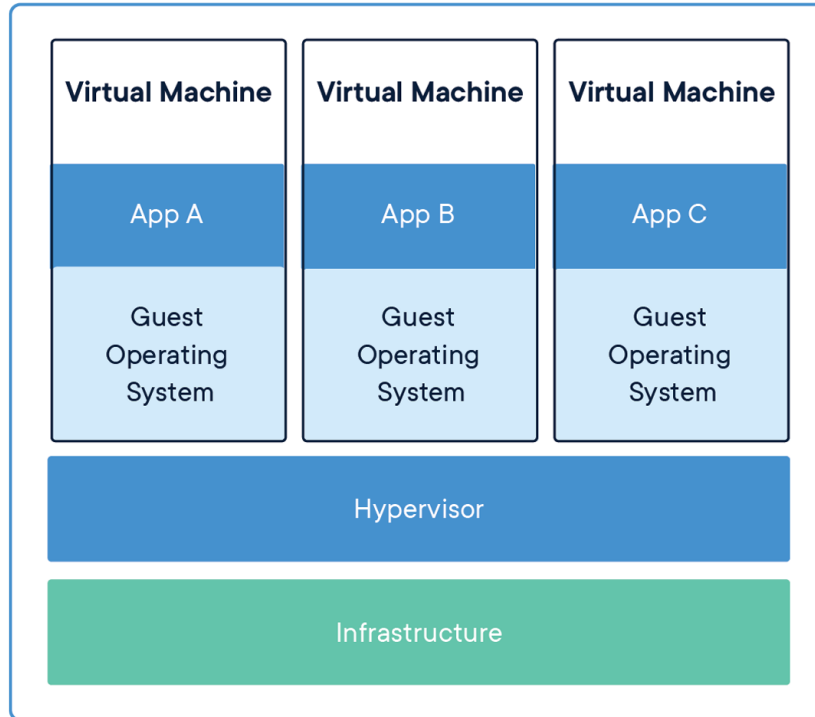 Virtual Machine
App A
Guest
Operating
System
Virtual Machine
App B
Guest
Operating
System
Virtual Machine
App C
Guest
Operating
System
Hypervisor
Infrastructure